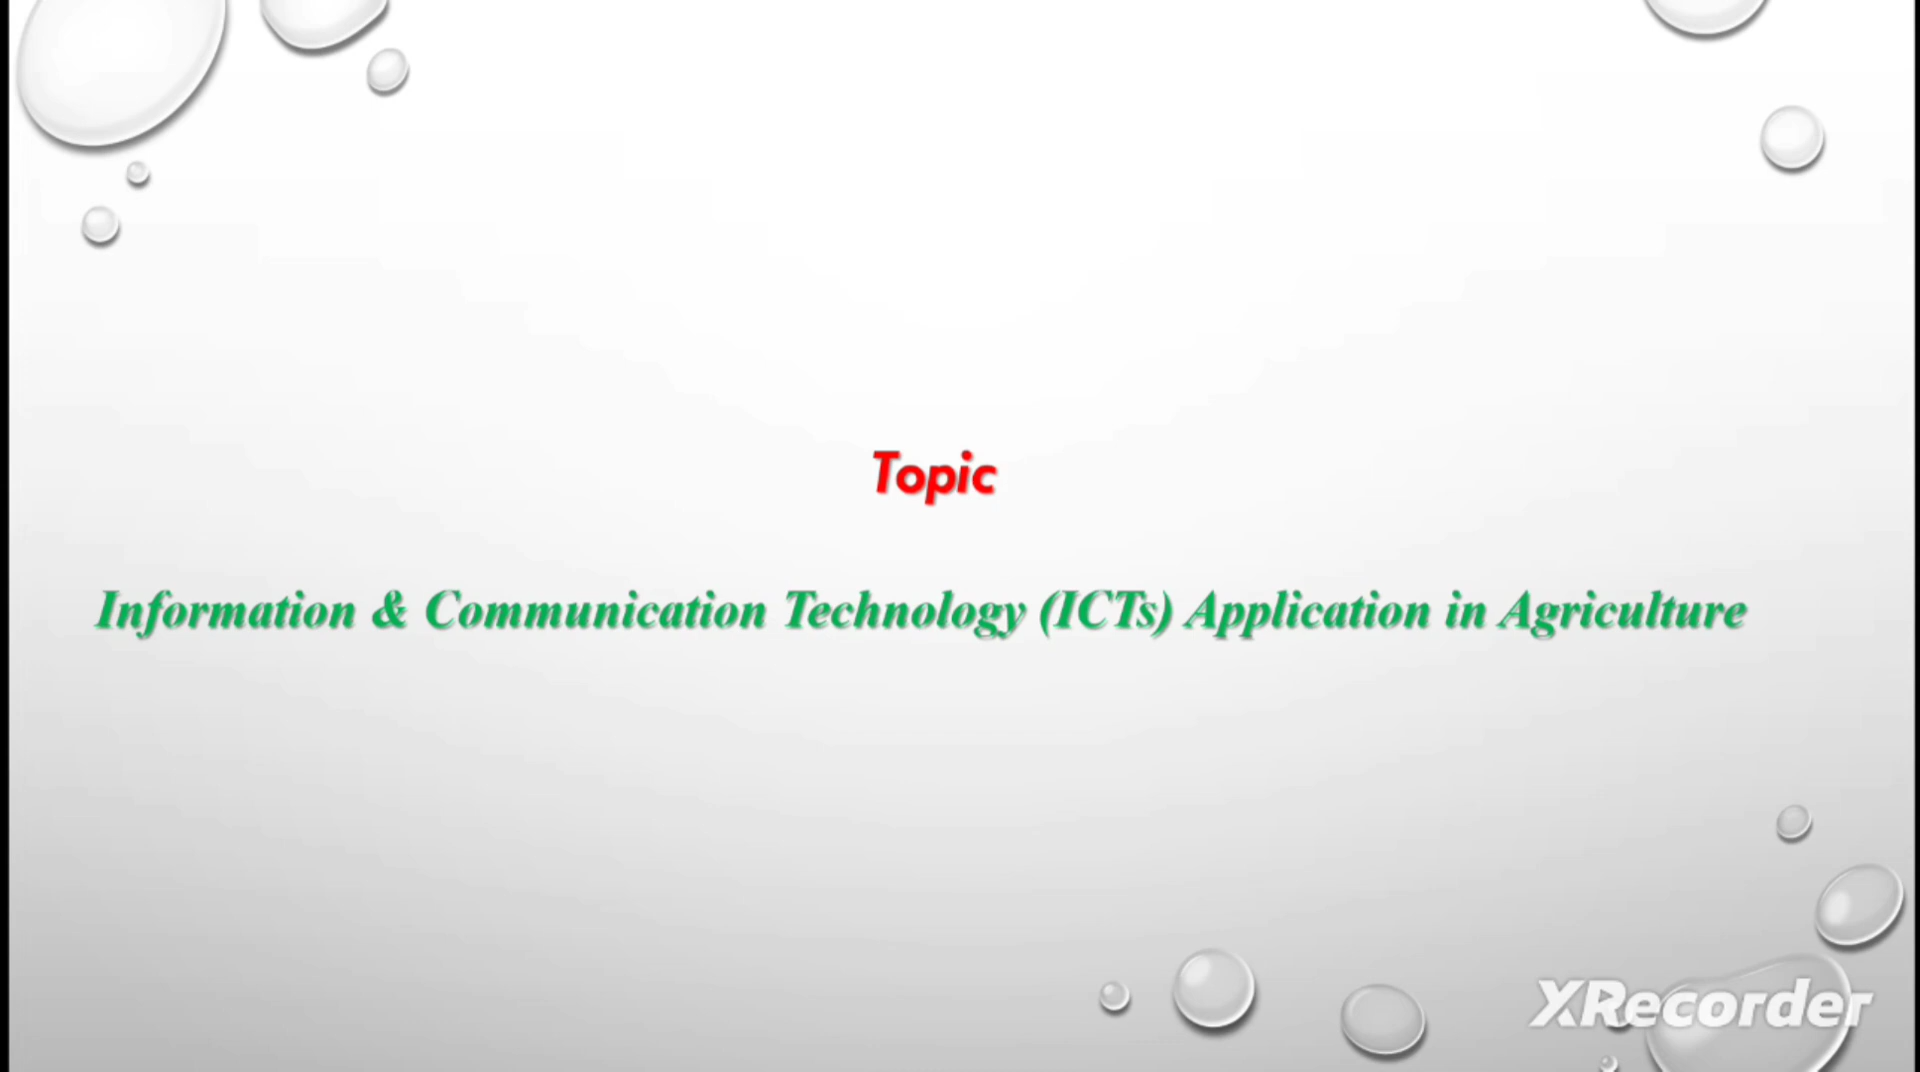 Topic
Information & Communication Technology (ICTs) Application in Agriculture
XRecorder